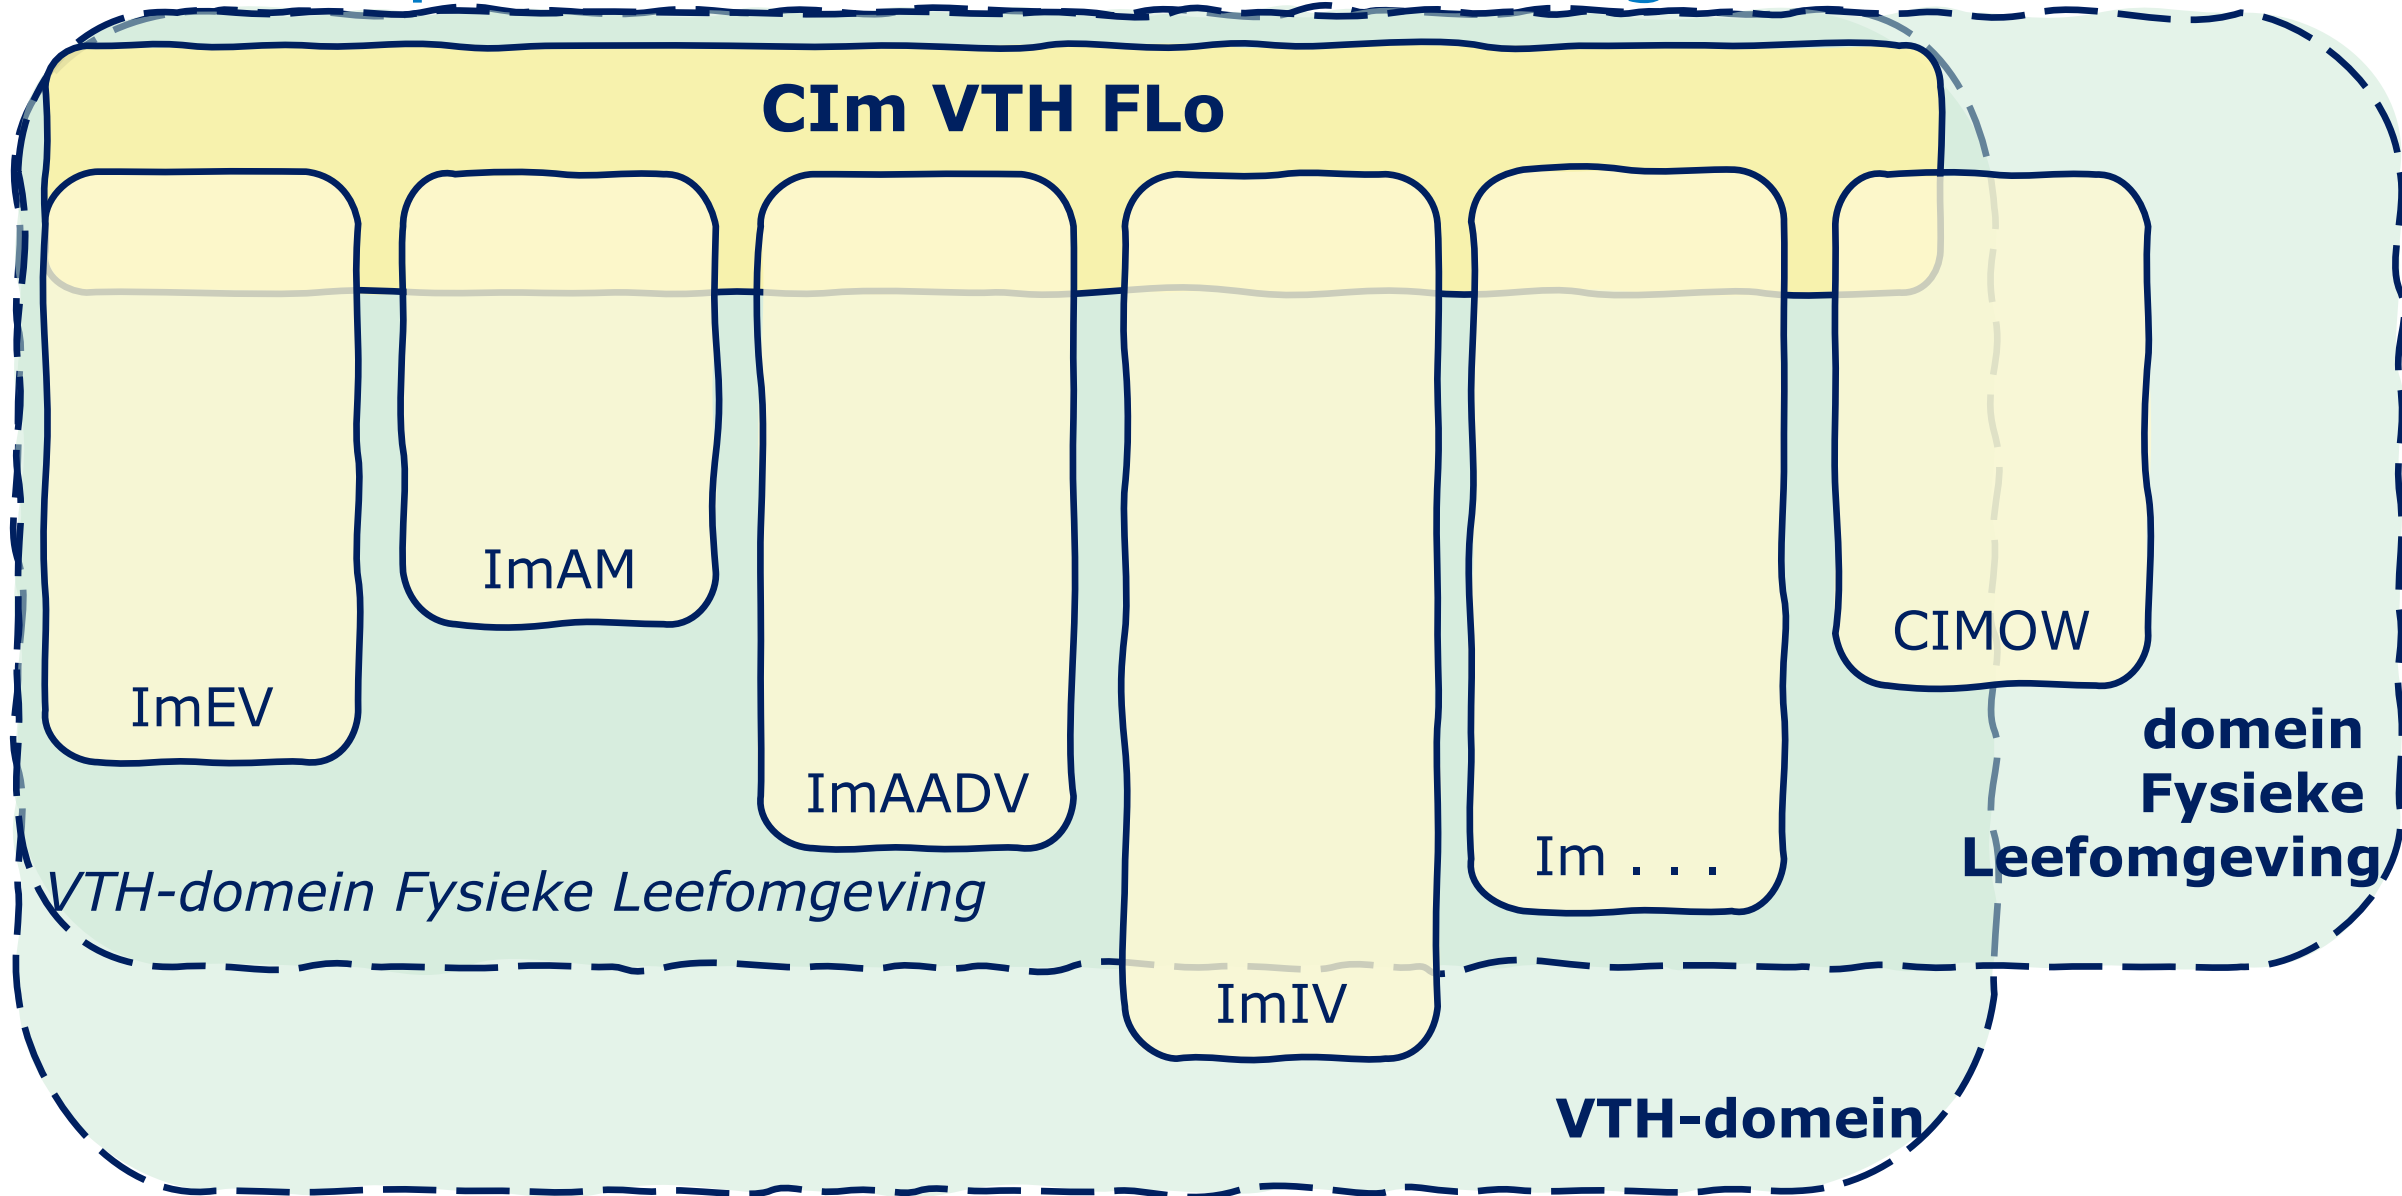 CIm VTH FLo
ImAM
CIMOW
ImEV
domein
Fysieke
Leefomgeving
ImAADV
Im . . .
VTH-domein Fysieke Leefomgeving
ImIV
VTH-domein